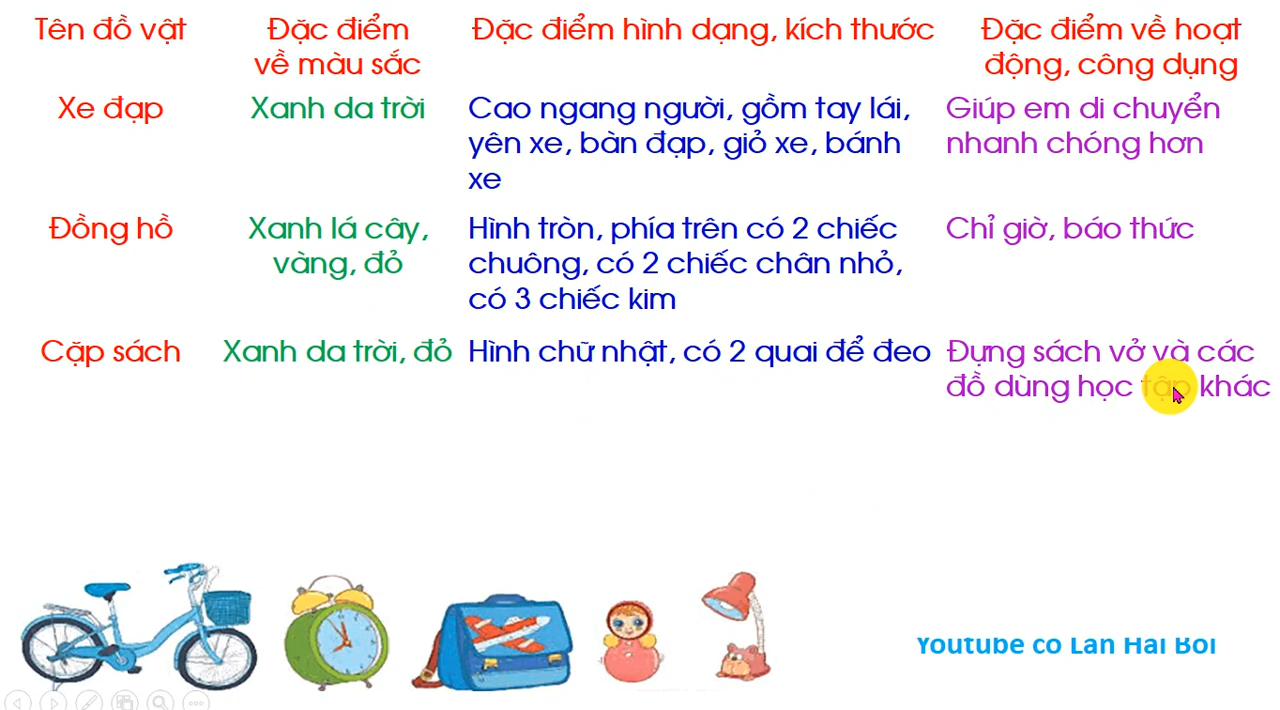 Tên đồ vật
Đặc điểm
về màu sắc
Đặc điểm hình dạng, kích thước
Đặc điểm về hoạt
động, công dụng
Xe đạp
Xanh da trời
Cao ngang người, gồm tay lái,
yên xe, bàn đạp, giỏ xe, bánh
xe
Giúp em di chuyển
nhanh chóng hơn
Đồng hồ
Xanh lá cây,
vàng, đỏ
Hình tròn, phía trên có 2 chiếc
chuông, có 2 chiếc chân nhỏ,
có 3 chiếc kim
Chỉ giờ, báo thức
Cặp sách
Xanh da trời, đỏ
Hình chữ nhật, có 2 quai để đeo
Đựng sách vở và các
đồ dùng học tập khác
Youtube cô Lan Hải Bối